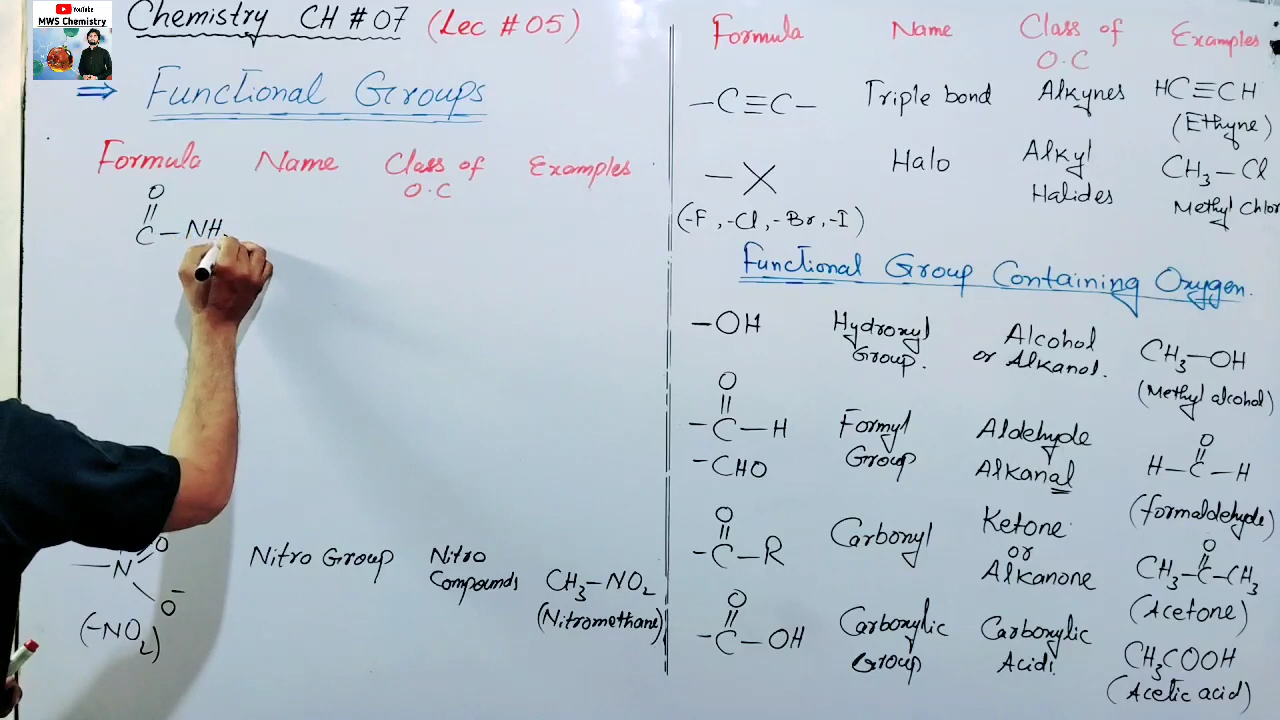 YouTube
MWS Chemistry
Chemistry CH # 07 (Lec # 05)
⇒ Functional Groups
Formula Name Class of O.C Examples
O
||
C – NH
– N
O
O⁻
(–NO₂)
Nitro Group
Nitro
Compounds
CH₃–NO₂
(Nitromethane)
Formula Name Class of O.C Examples
–C≡C– Triple bond Alkynes HC≡CH
(Ethyne)
–X Halo Alkyl Halides CH₃–Cl
(–F, –Cl, –Br, –I) Methyl Chlor
Functional Group Containing Oxygen.
–OH Hydroxyl Group. Alcohol or Alkanol. CH₃–OH
(Methyl alcohol)
O
||
–C–H Formyl Group Aldehyde
–CHO Alkanal
O
||
H–C–H
(formaldehyde)
O
||
–C–R Carbonyl Ketone or Alkanone
O
||
CH₃–C–CH₃
(Acetone)
O
||
–C–OH Carboxylic Group Carboxylic Acid. CH₃COOH
(Acetic acid)